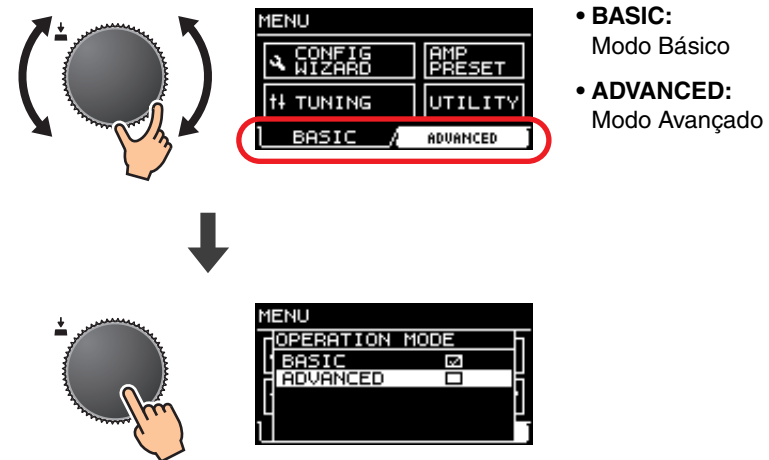 MENU
CONFIG WIZARD
AMP PRESET
TUNING
UTILITY
BASIC
ADVANCED
• BASIC:
Modo Básico
• ADVANCED:
Modo Avançado
MENU
OPERATION MODE
BASIC
ADVANCED